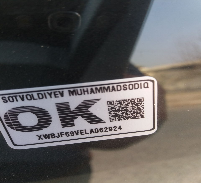 SOTVOLDIYEV MUHAMMADSODIQ
OK
XWBJF69VELA062924